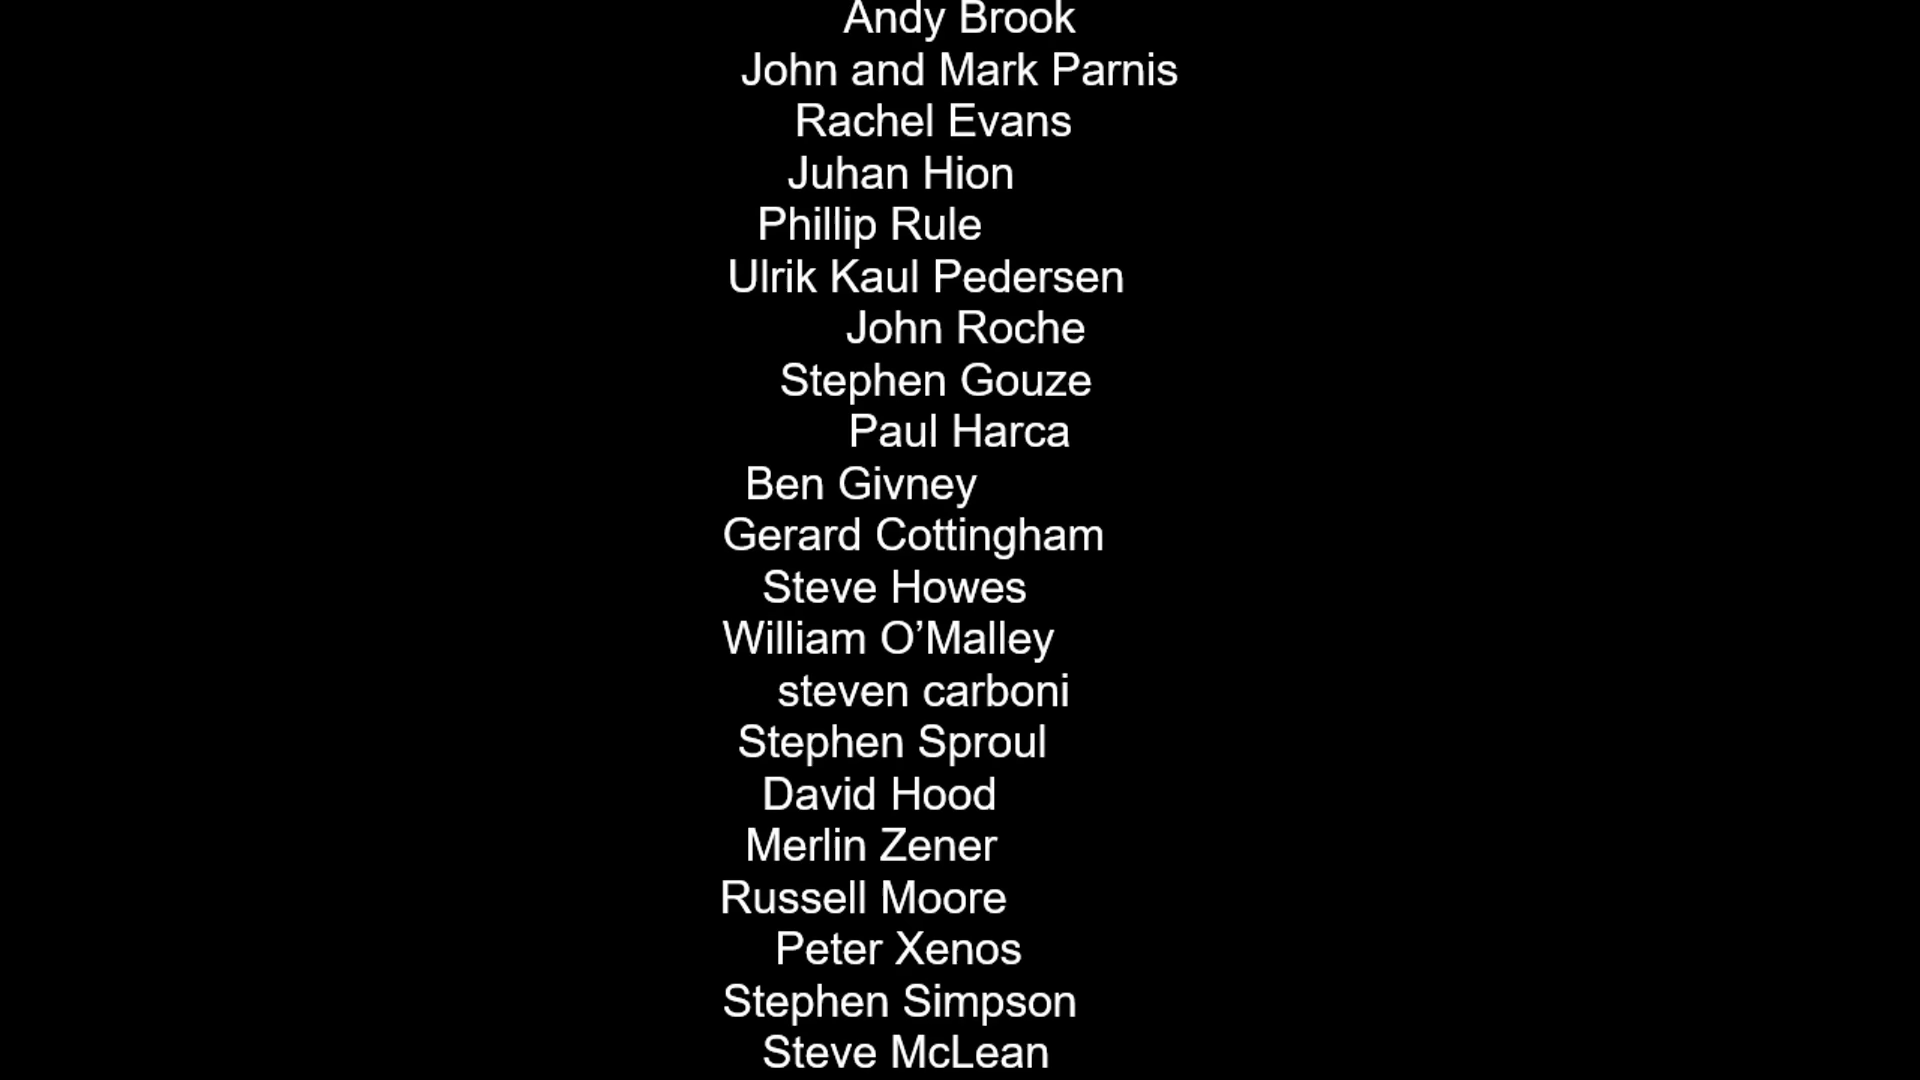 Andy Brook
John and Mark Parnis
Rachel Evans
Juhan Hion
Phillip Rule
Ulrik Kaul Pedersen
John Roche
Stephen Gouze
Paul Harca
Ben Givney
Gerard Cottingham
Steve Howes
William O’Malley
steven carboni
Stephen Sproul
David Hood
Merlin Zener
Russell Moore
Peter Xenos
Stephen Simpson
Steve McLean